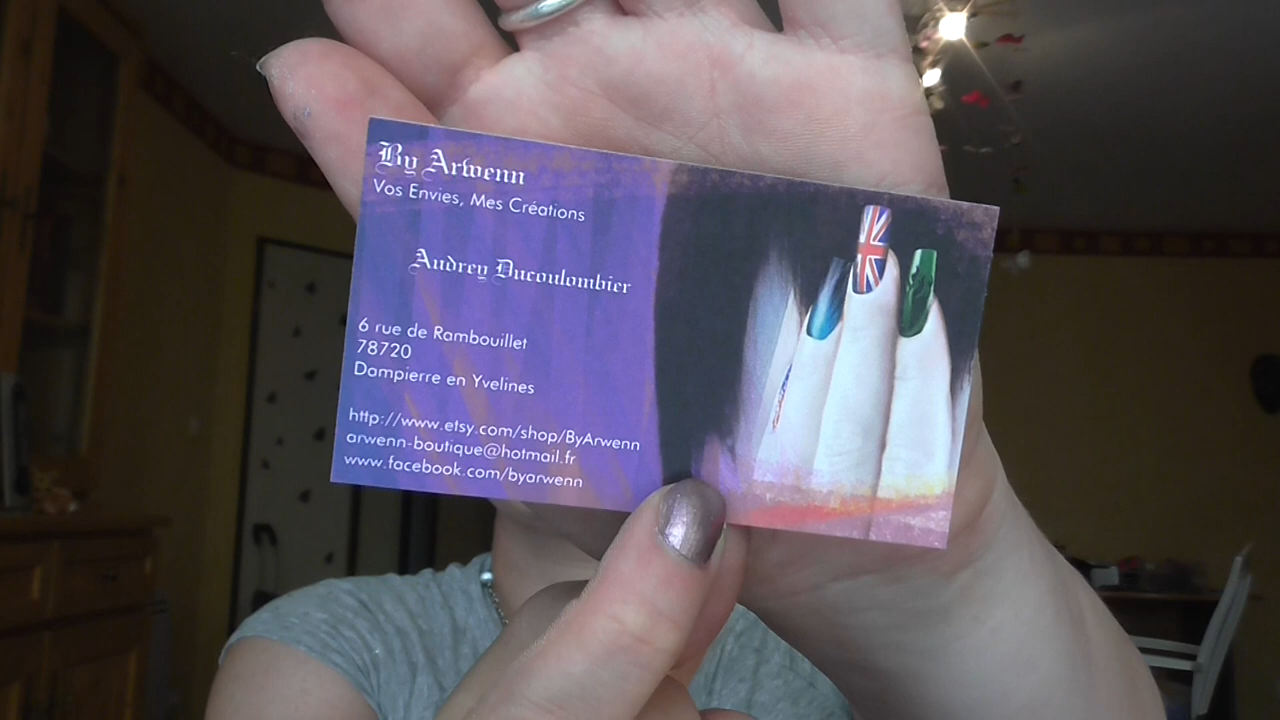 By Arwenn
Vos Envies, Mes Créations
Audrey Ducoulombier
6 rue de Rambouillet
78720
Dampierre en Yvelines
http://www.etsy.com/shop/ByArwenn
arwenn-boutique@hotmail.fr
www.facebook.com/byarwenn